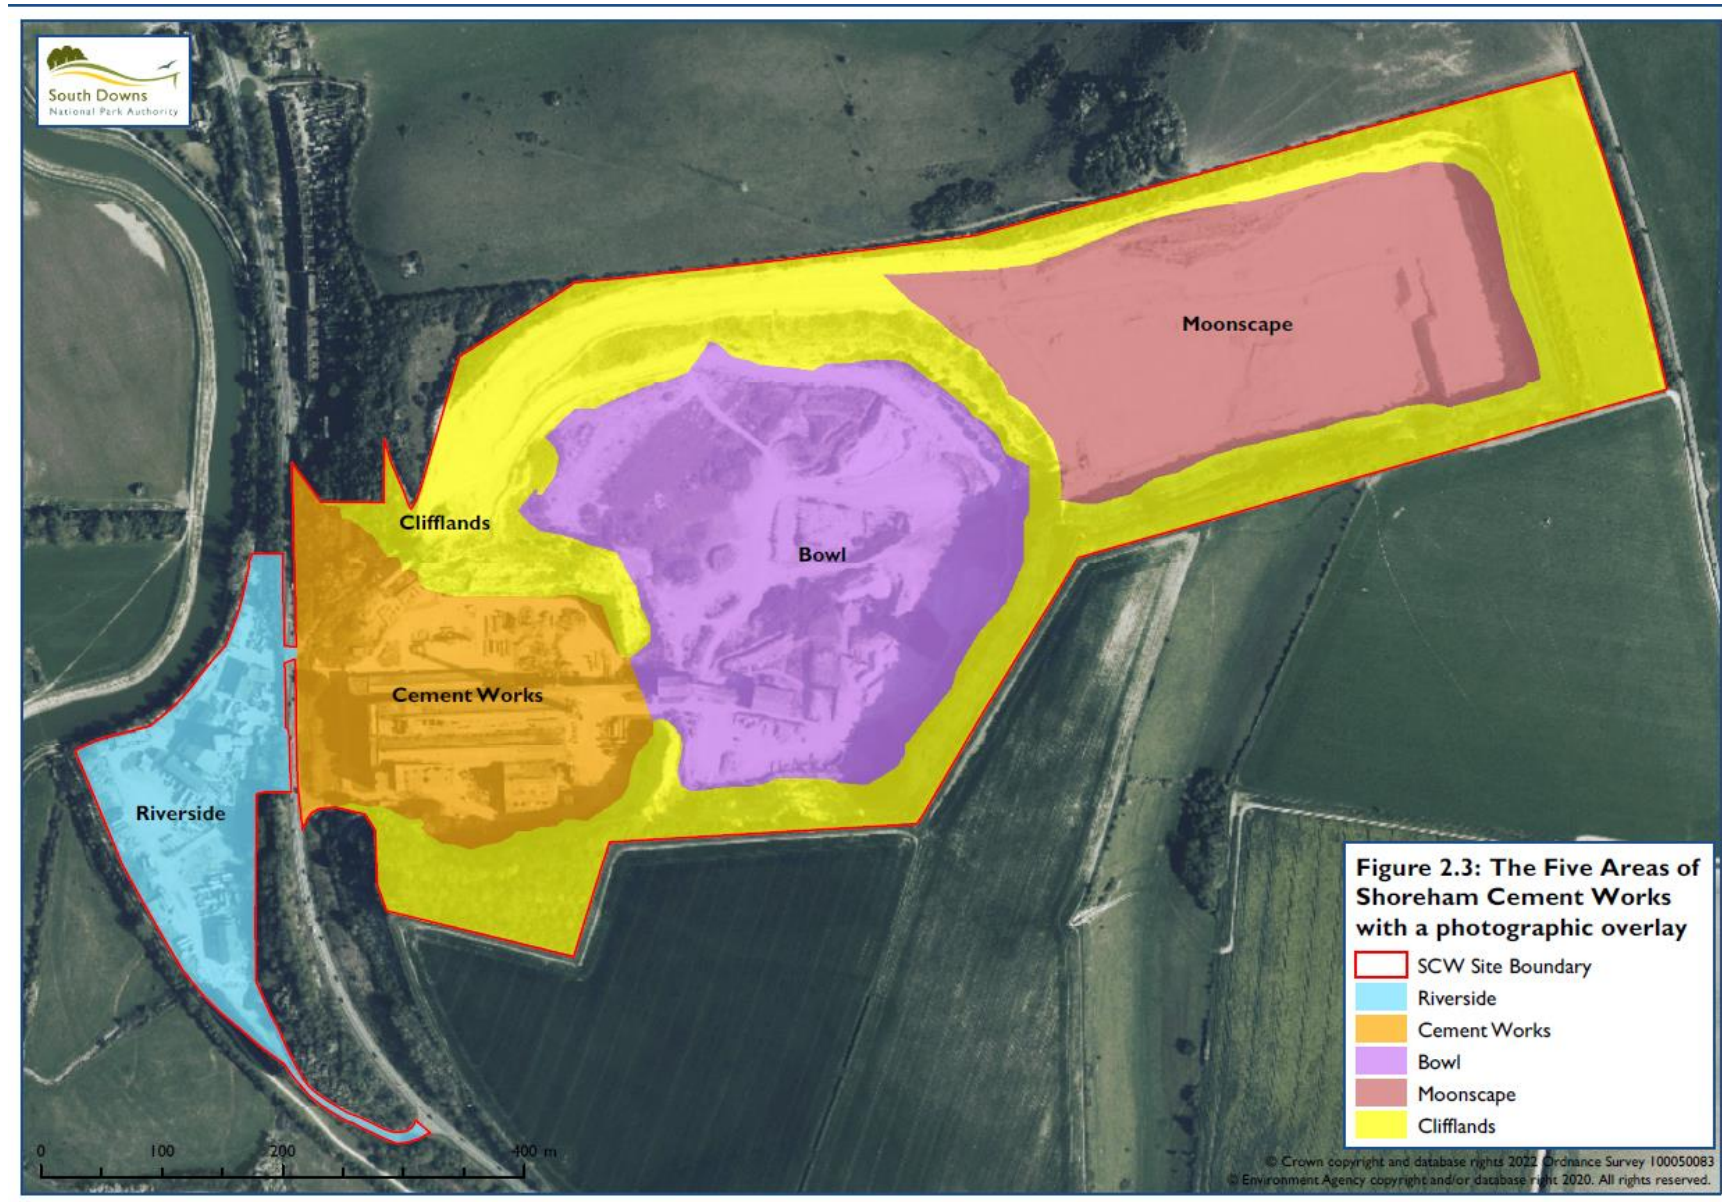 South Downs
National Park Authority
Moonscape
Clifflands
Bowl
Cement Works
Riverside
Figure 2.3: The Five Areas of
Shoreham Cement Works
with a photographic overlay
SCW Site Boundary
Riverside
Cement Works
Bowl
Moonscape
Clifflands
0 100 200 400 m
© Crown copyright and database rights 2022 Ordnance Survey 100050083
© Environment Agency copyright and/or database right 2020. All rights reserved.